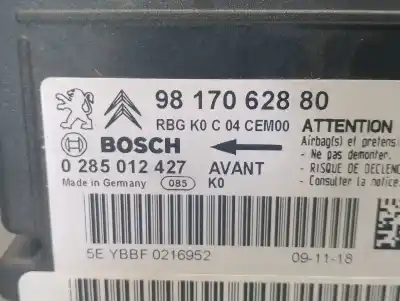 98 170 628 80
RBG K0 C 04 CEM00
ATTENTION
BOSCH
Airbag(s) et pretens
- Ne pas demonter.
0 285 012 427
AVANT
- RISQUE DE DECLENC
Made in Germany
085
K0
- Consulter la notice
5E YBBF 0216952
09-11-18